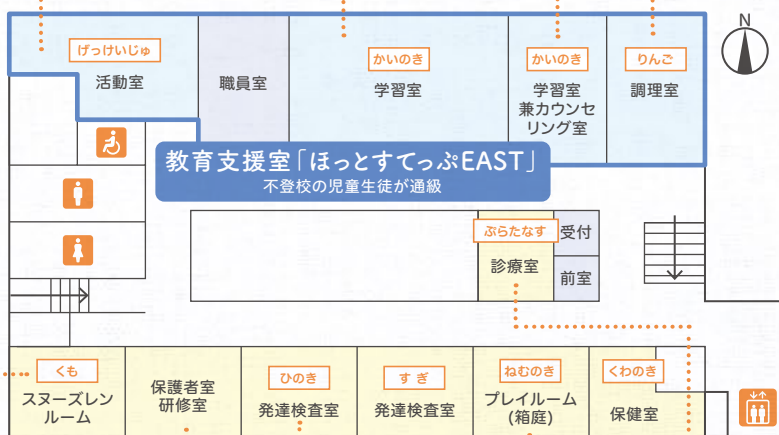 N
げっけいじゅ
活動室
職員室
かいのき
学習室
かいのき
学習室
兼カウンセ
リング室
りんご
調理室
教育支援室「ほっとすてっぷEAST」
不登校の児童生徒が通級
ぷらたなす
診療室
受付
前室
くも
スヌーズレン
ルーム
保護者室
研修室
ひのき
発達検査室
すぎ
発達検査室
ねむのき
プレイルーム
(箱庭)
くわのき
保健室